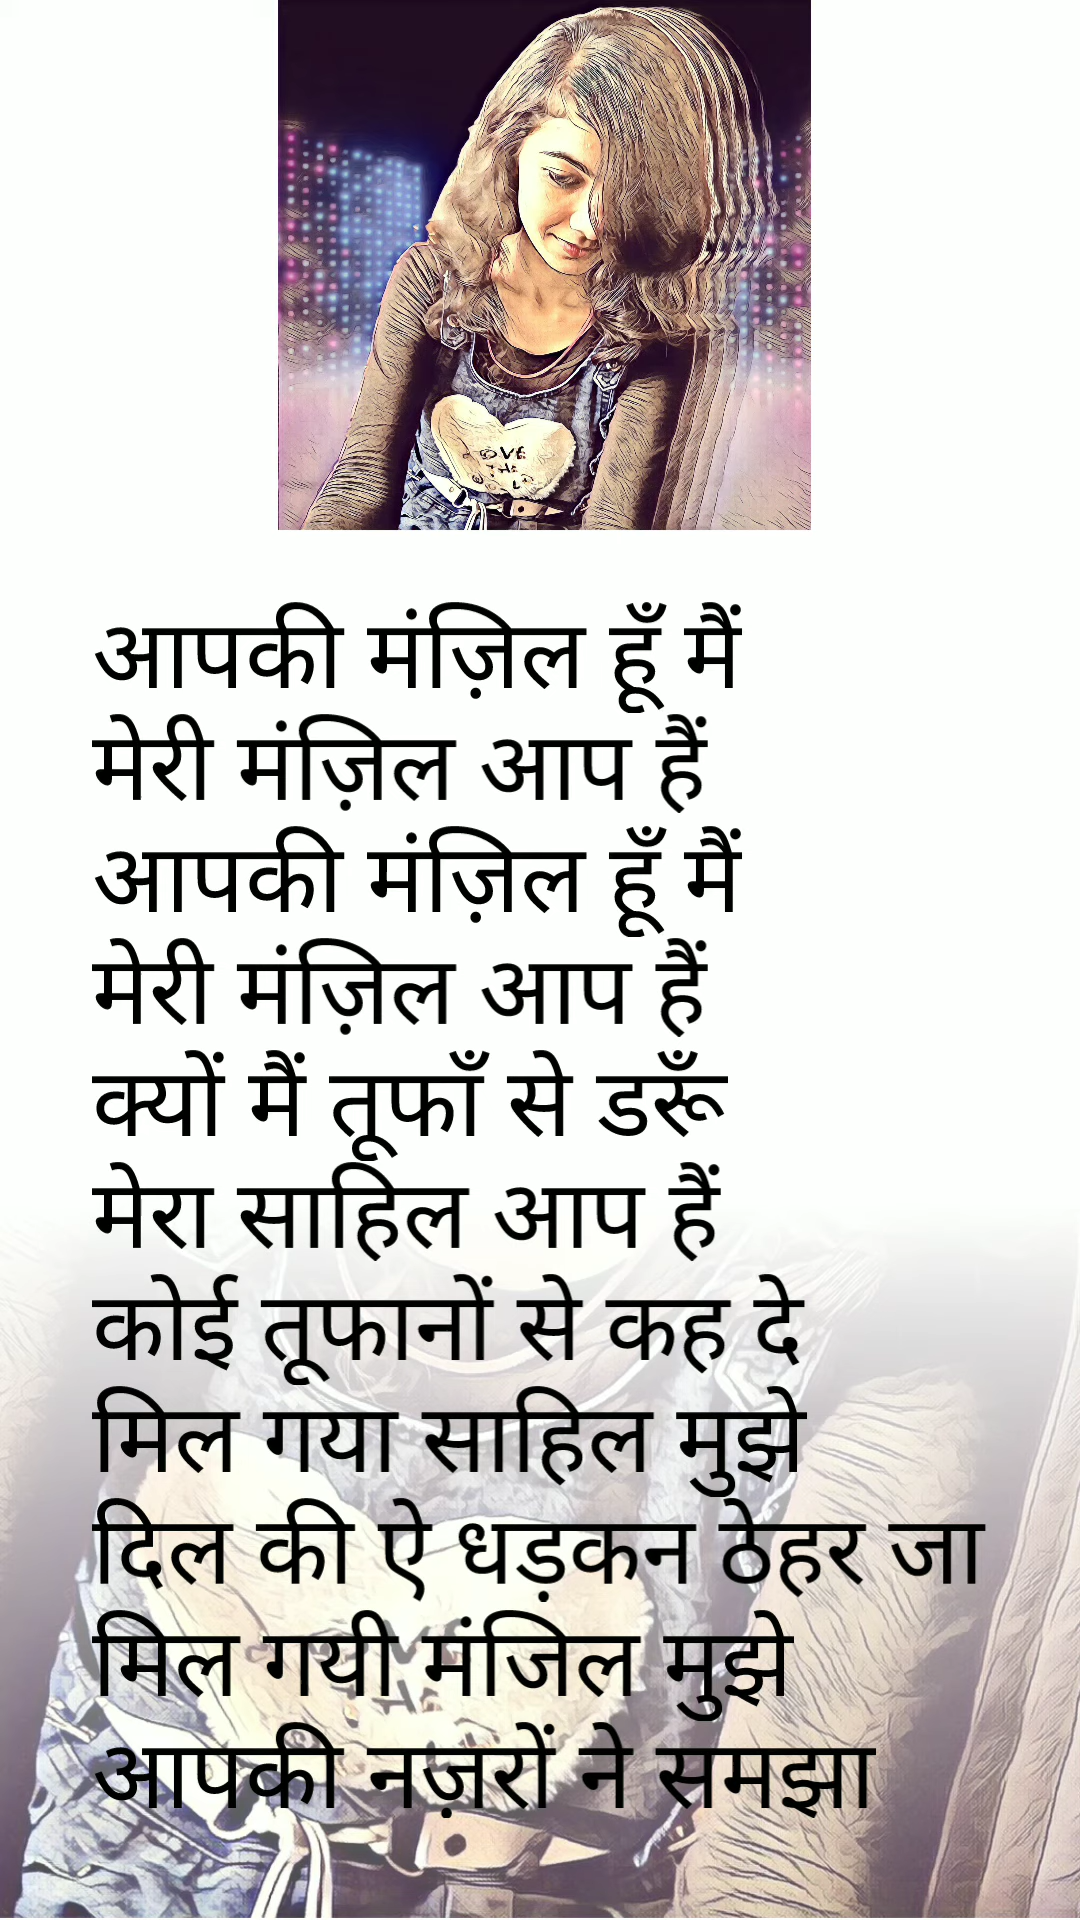 आपकी मंज़िल हूँ मैं
मेरी मंज़िल आप हैं
आपकी मंज़िल हूँ मैं
मेरी मंज़िल आप हैं
क्यों मैं तूफाँ से डरूँ
मेरा साहिल आप हैं
कोई तूफानों से कह दे
मिल गया साहिल मुझे
दिल की ऐ धड़कन ठेहर जा
मिल गयी मंजिल मुझे
आपकी नज़रों ने समझा